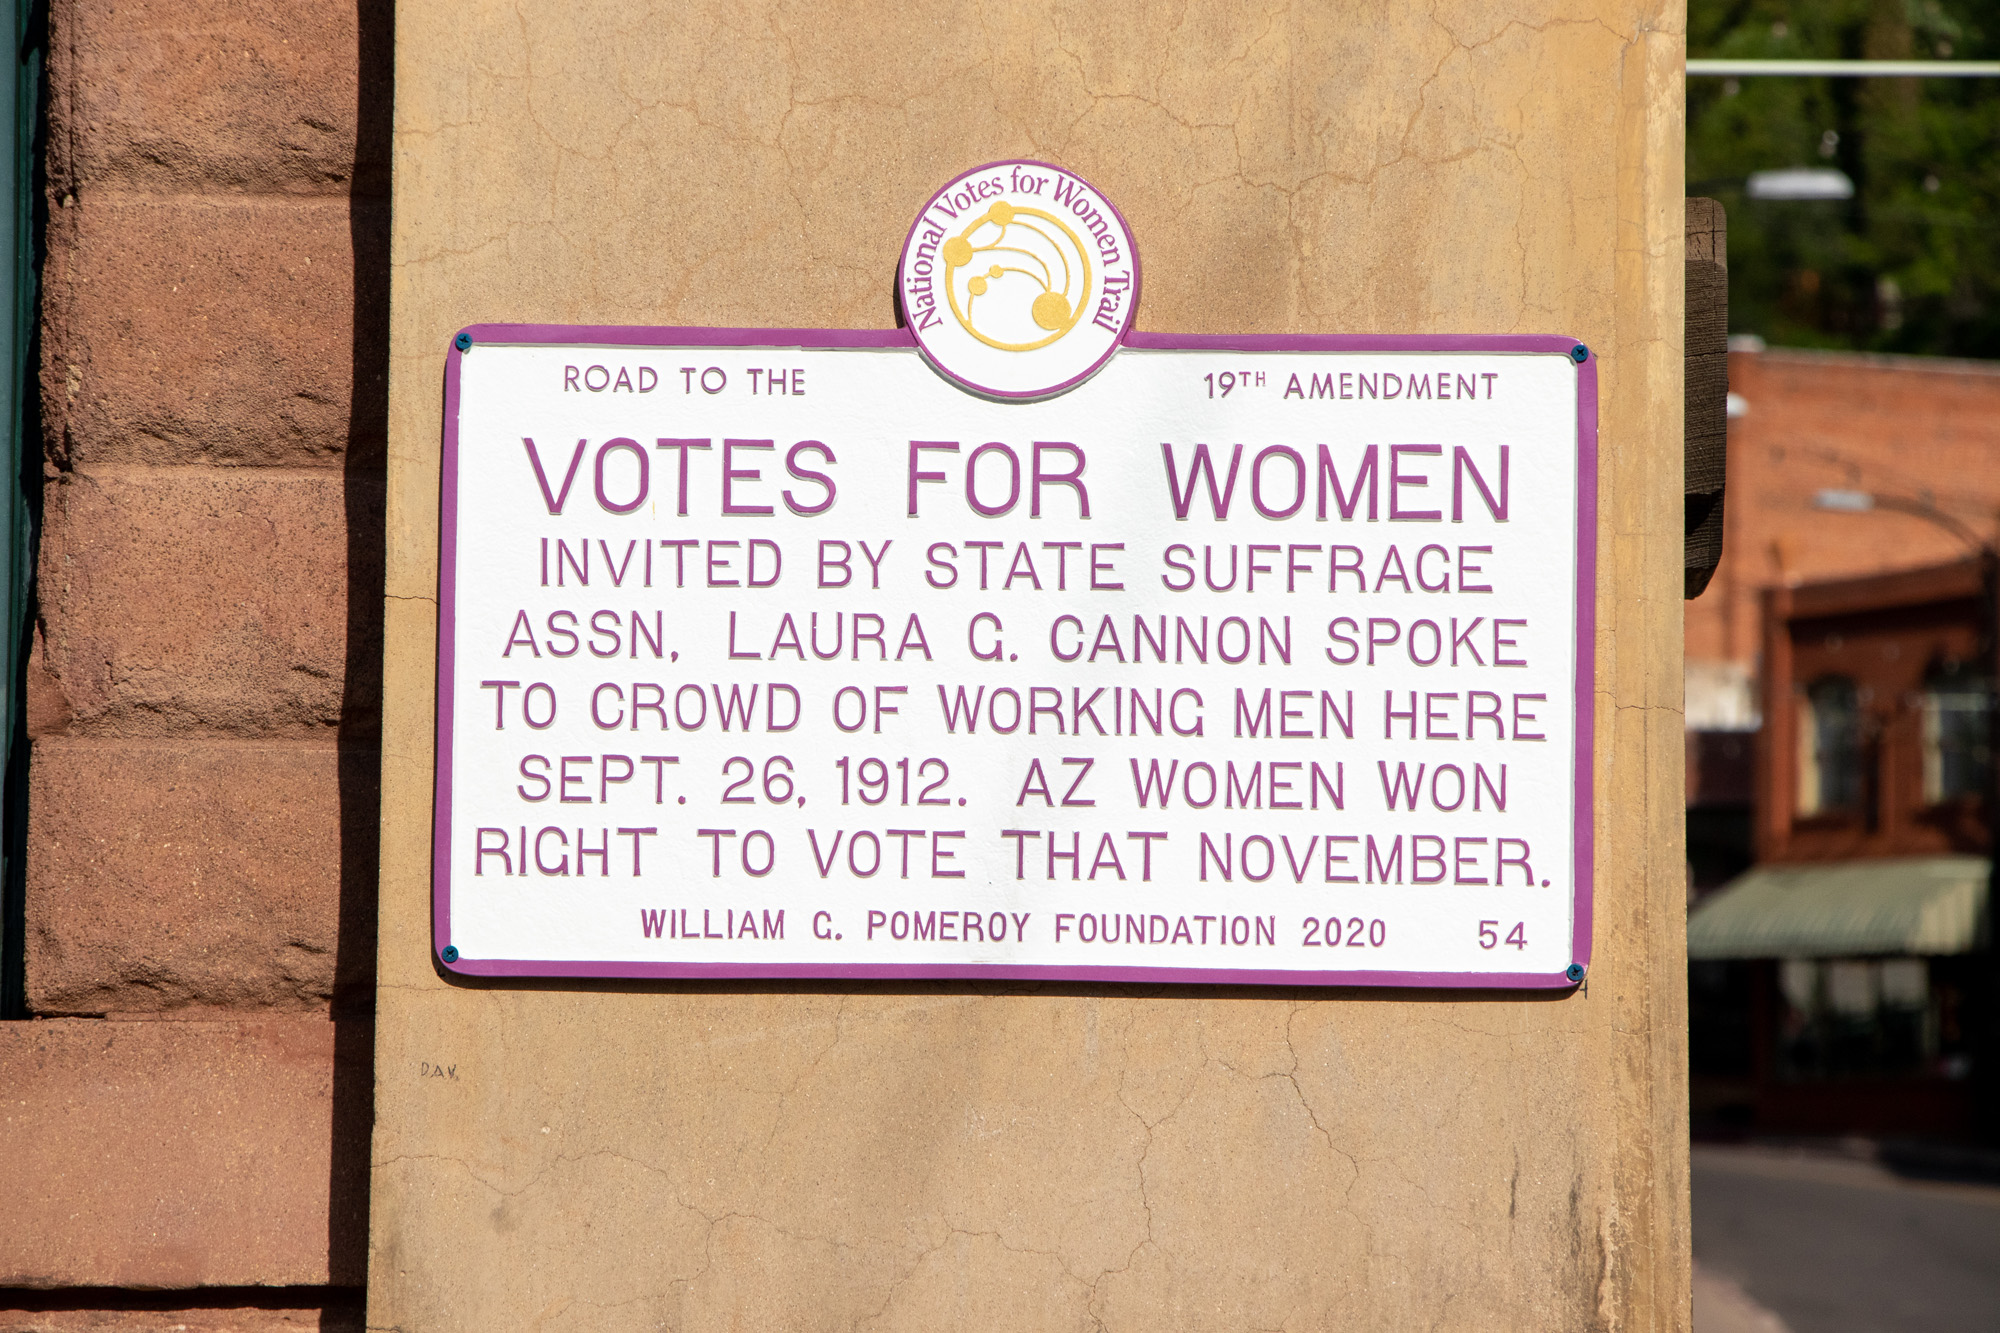 National Votes for Women Trail
ROAD TO THE 19TH AMENDMENT
VOTES FOR WOMEN
INVITED BY STATE SUFFRAGE
ASSN, LAURA G. CANNON SPOKE
TO CROWD OF WORKING MEN HERE
SEPT. 26, 1912. AZ WOMEN WON
RIGHT TO VOTE THAT NOVEMBER.
WILLIAM G. POMEROY FOUNDATION 2020 54
DAV